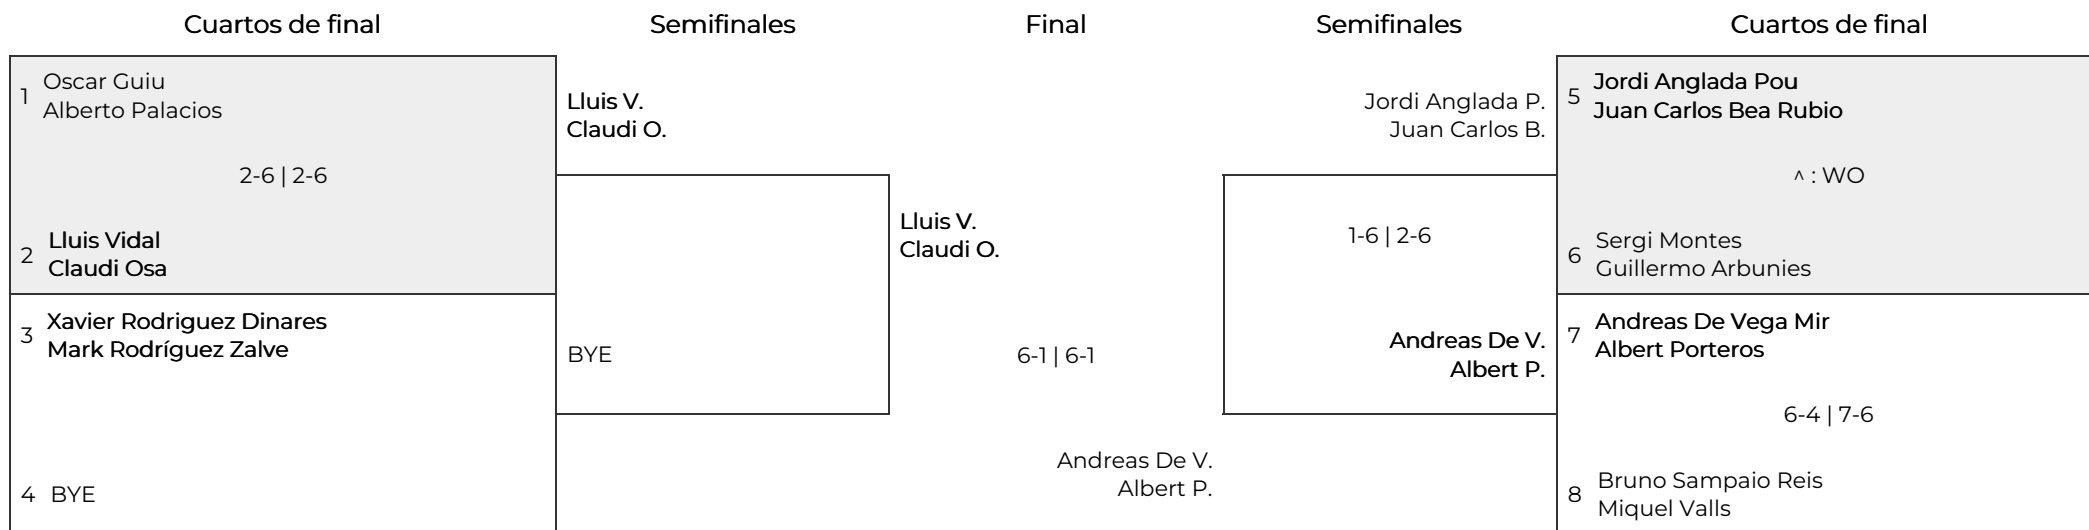 Cuartos de final
Semifinales
Final
Semifinales
Cuartos de final
1
Oscar Guiu
Alberto Palacios
2-6 | 2-6
2
Lluis Vidal
Claudi Osa
3
Xavier Rodriguez Dinares
Mark Rodríguez Zalve
4
BYE
Lluis V.
Claudi O.
BYE
Lluis V.
Claudi O.
6-1 | 6-1
Andreas De V.
Albert P.
Jordi Anglada P.
Juan Carlos B.
1-6 | 2-6
Andreas De V.
Albert P.
5
Jordi Anglada Pou
Juan Carlos Bea Rubio
^ : WO
6
Sergi Montes
Guillermo Arbunies
7
Andreas De Vega Mir
Albert Porteros
6-4 | 7-6
8
Bruno Sampaio Reis
Miquel Valls